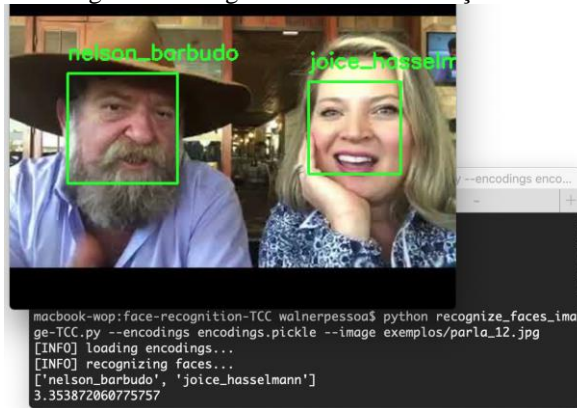 nelson_barbudo
joice_hasselm
--encodings enco...
macbook-wop:face-recognition-TCC walnerpessoa$ python recognize_faces_ima
ge-TCC.py --encodings encodings.pickle --image exemplos/parla_12.jpg
[INFO] loading encodings...
[INFO] recognizing faces...
['nelson_barbudo', 'joice_hasselmann']
3.353872060775757